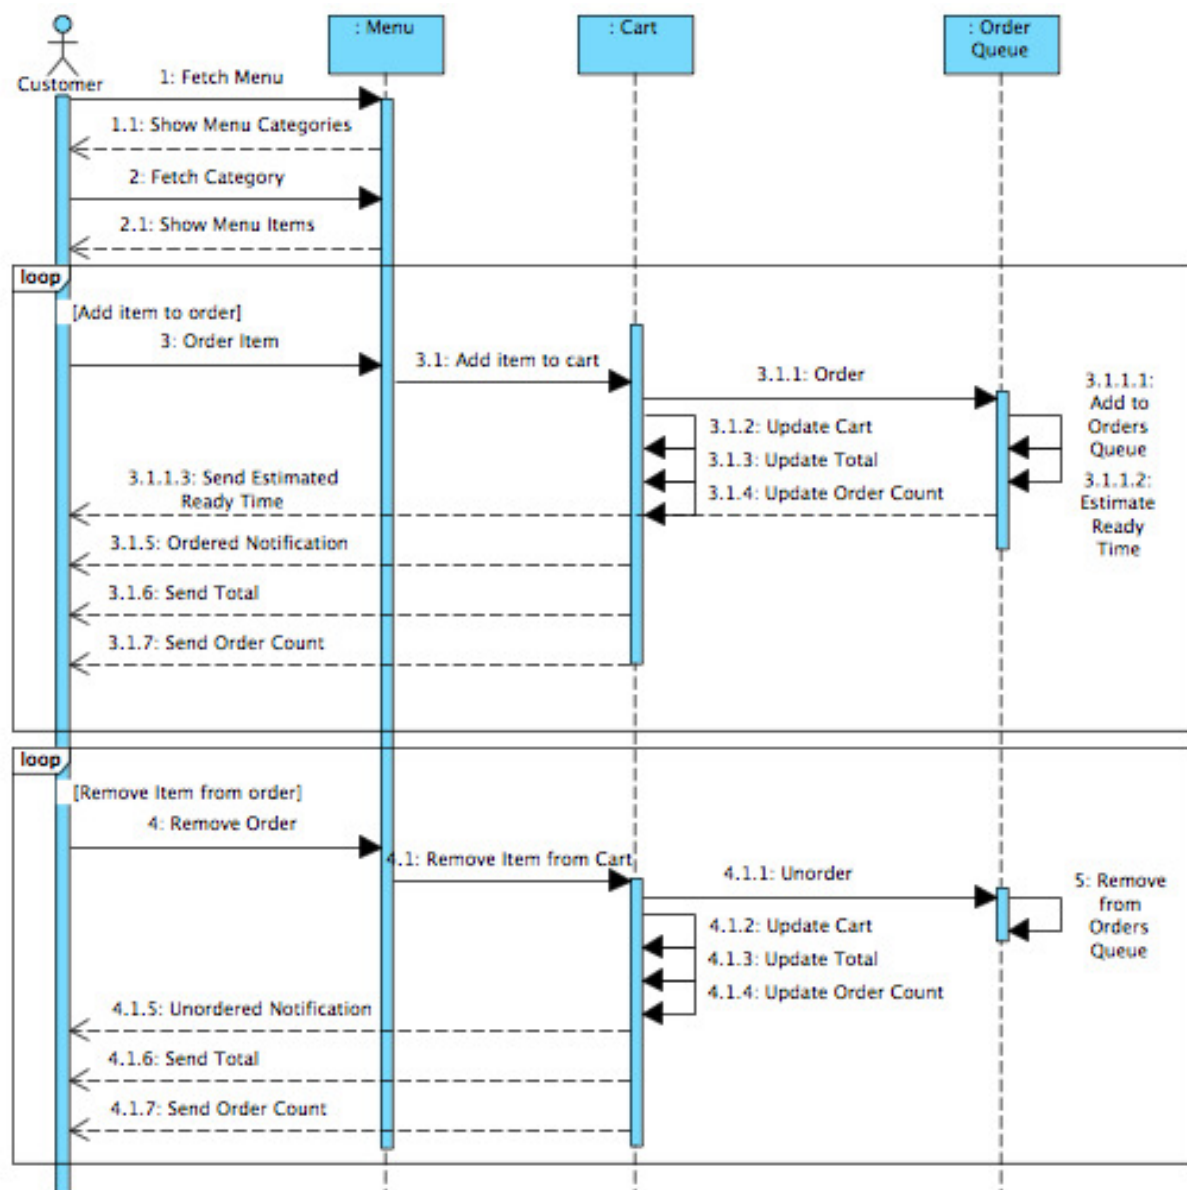 : Menu
: Cart
: Order
Queue
Customer
1: Fetch Menu
1.1: Show Menu Categories
2: Fetch Category
2.1: Show Menu Items
loop
[Add item to order]
3: Order Item
3.1: Add item to cart
3.1.1: Order
3.1.1.1:
Add to
Orders
Queue
3.1.2: Update Cart
3.1.3: Update Total
3.1.4: Update Order Count
3.1.1.2:
Estimate
Ready
Time
3.1.1.3: Send Estimated
Ready Time
3.1.5: Ordered Notification
3.1.6: Send Total
3.1.7: Send Order Count
loop
[Remove Item from order]
4: Remove Order
4.1: Remove Item from Cart
4.1.1: Unorder
5: Remove
from
Orders
Queue
4.1.2: Update Cart
4.1.3: Update Total
4.1.4: Update Order Count
4.1.5: Unordered Notification
4.1.6: Send Total
4.1.7: Send Order Count